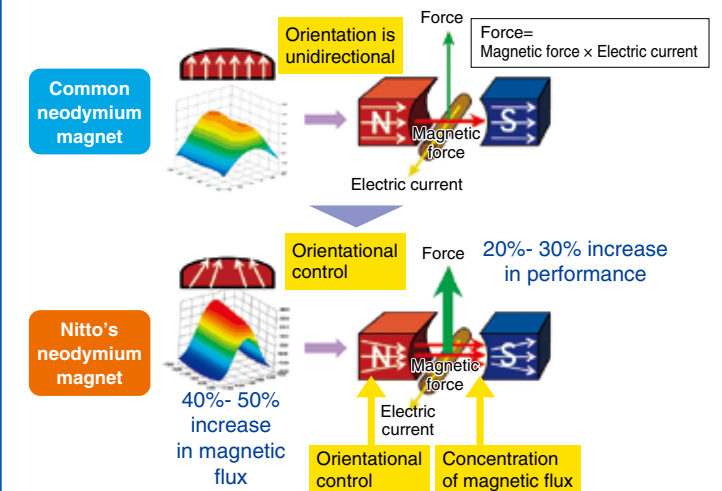 Orientation is
unidirectional
Force
Force=
Magnetic force × Electric current
Common
neodymium
magnet
N
S
Magnetic
force
Electric current
Orientational
control
Force
20%- 30% increase
in performance
Nitto's
neodymium
magnet
N
S
Magnetic
force
Electric
current
40%- 50%
increase
in magnetic
flux
Orientational
control
Concentration
of magnetic flux